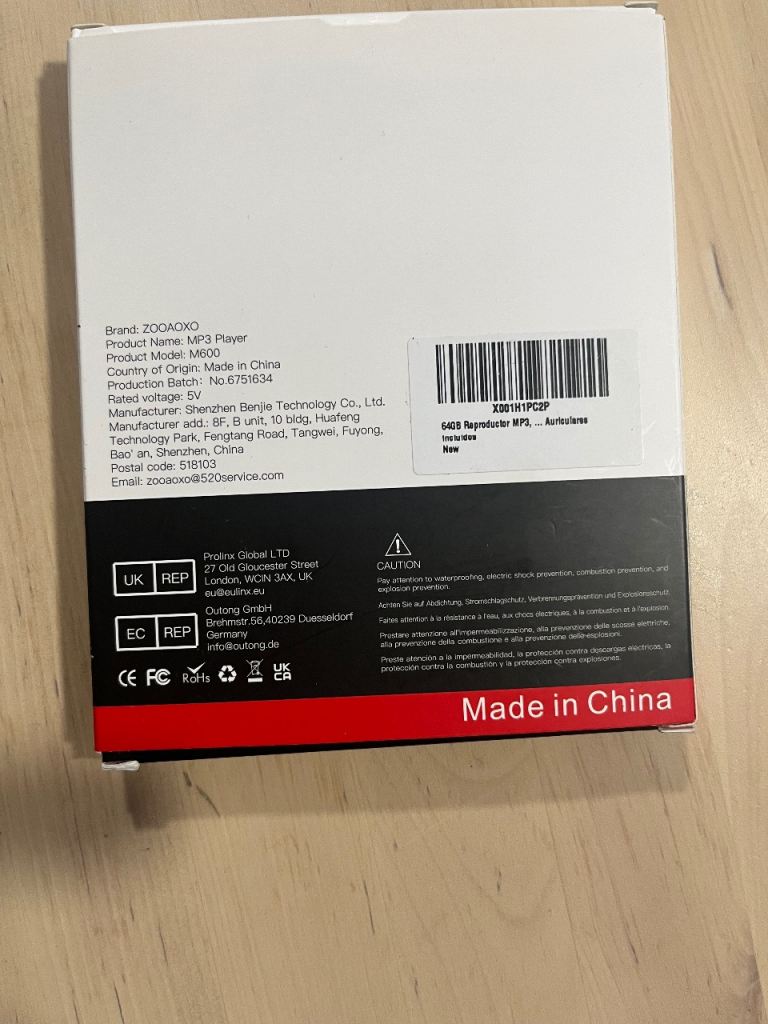 Brand: ZOOAOXO
Product Name: MP3 Player
Product Model: M600
Country of Origin: Made in China
Production Batch: No.6751634
Rated voltage: 5V
Manufacturer: Shenzhen Benjie Technology Co., Ltd.
Manufacturer add.: 8F, B unit, 10 bldg, Huafeng
Technology Park, Fengtang Road, Tangwei, Fuyong,
Bao' an, Shenzhen, China
Postal code: 518103
Email: zooaoxo@520service.com
X001H1PC2P
64GB Reproductor MP3, ... Auriculares
Incluidos
New
UK REP
Prolinx Global LTD
27 Old Gloucester Street
London, WCIN 3AX, UK
eu@eulinx.eu
EC REP
Outong GmbH
Brehmstr.56,40239 Duesseldorf
Germany
info@outong.de
CE FC RoHS UK CA
CAUTION
Pay attention to waterproofing, electric shock prevention, combustion prevention, and
explosion prevention.
Achten Sie auf Abdichtung, Stromschlagschutz, Verbrennungsprävention und Explosionsschutz
Faites attention à la résistance à l'eau, aux chocs électriques, à la combustion et à l'explosion.
Prestare attenzione all'impermeabilizzazione, alla prevenzione delle scosse elettriche,
alla prevenzione della combustione e alla prevenzione delle esplosioni.
Preste atención a la impermeabilidad, la protección contra descargas eléctricas, la
protección contra la combustión y la protección contra explosiones.
Made in China